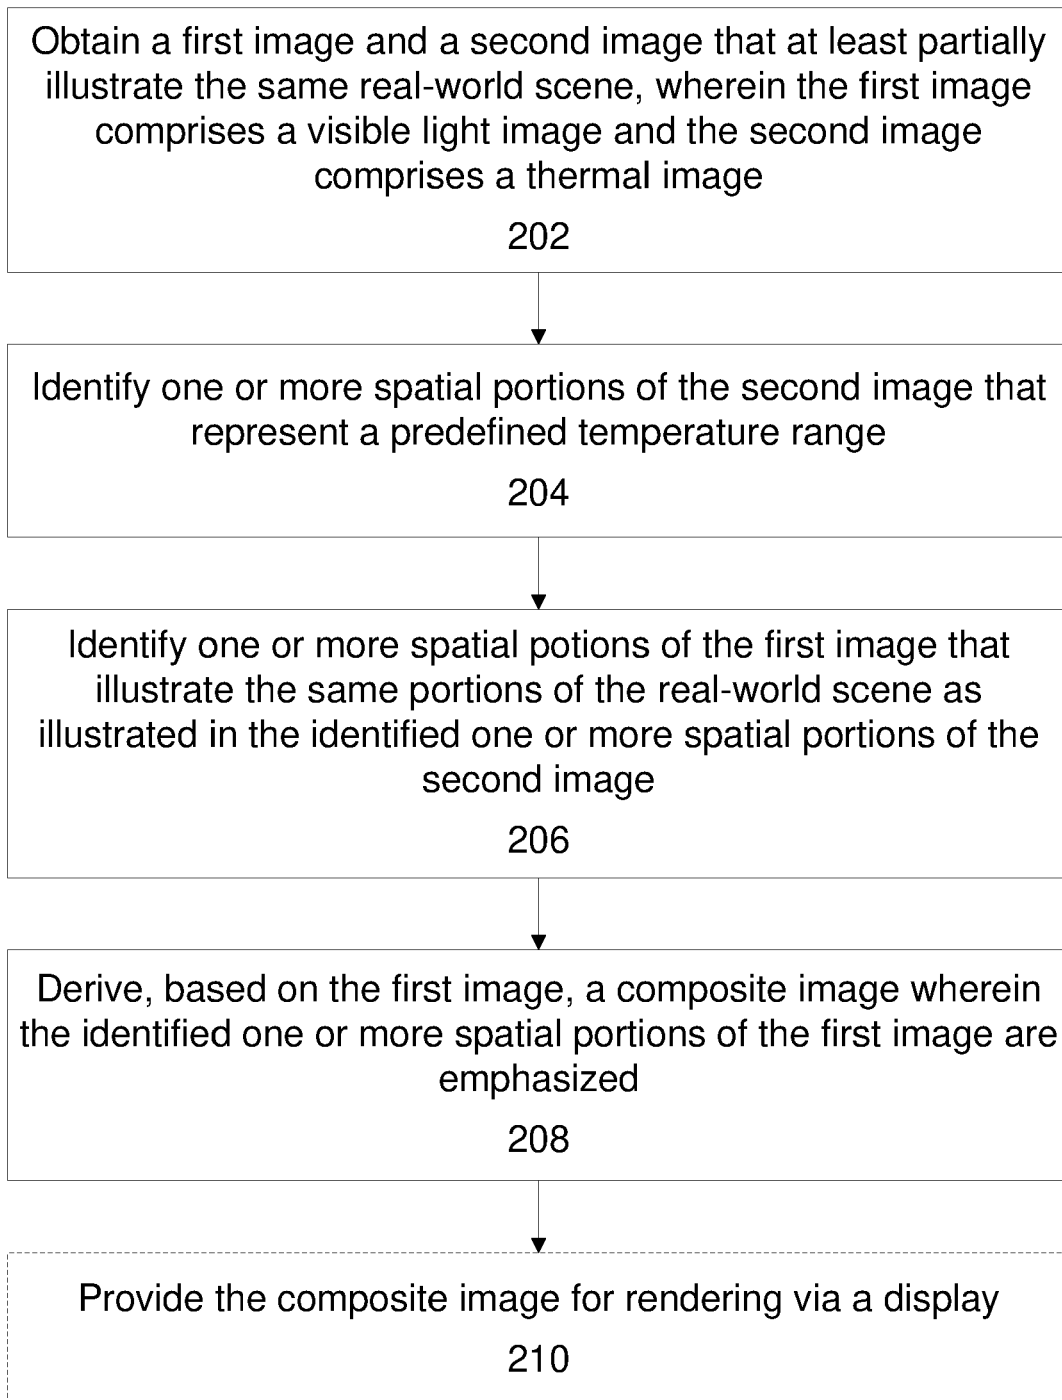 Obtain a first image and a second image that at least partially
illustrate the same real-world scene, wherein the first image
comprises a visible light image and the second image
comprises a thermal image
202
Identify one or more spatial portions of the second image that
represent a predefined temperature range
204
Identify one or more spatial potions of the first image that
illustrate the same portions of the real-world scene as
illustrated in the identified one or more spatial portions of the
second image
206
Derive, based on the first image, a composite image wherein
the identified one or more spatial portions of the first image are
emphasized
208
Provide the composite image for rendering via a display
210